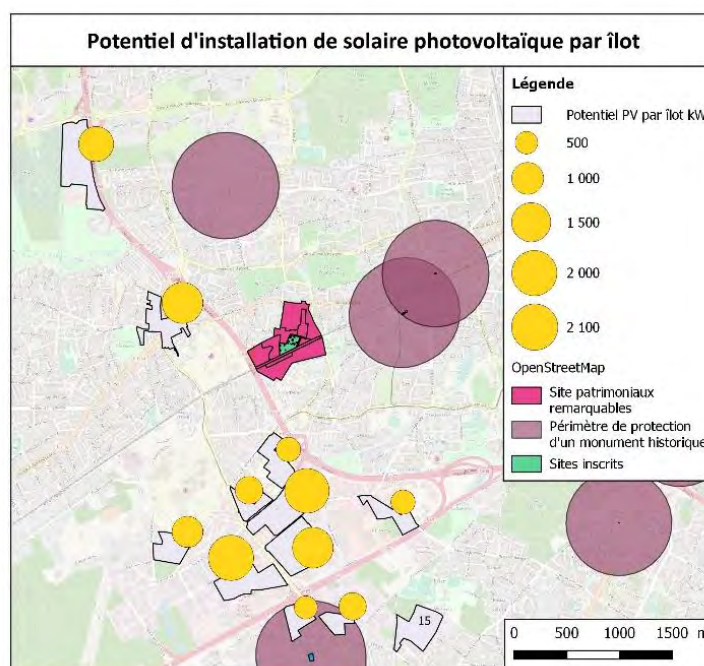 Potentiel d'installation de solaire photovoltaïque par îlot
Légende
Potentiel PV par îlot kW
500
1 000
1 500
2 000
2 100
OpenStreetMap
Site patrimoniaux
remarquables
Périmètre de protection
d'un monument historique
Sites inscrits
15
0 500 1000 1500 m